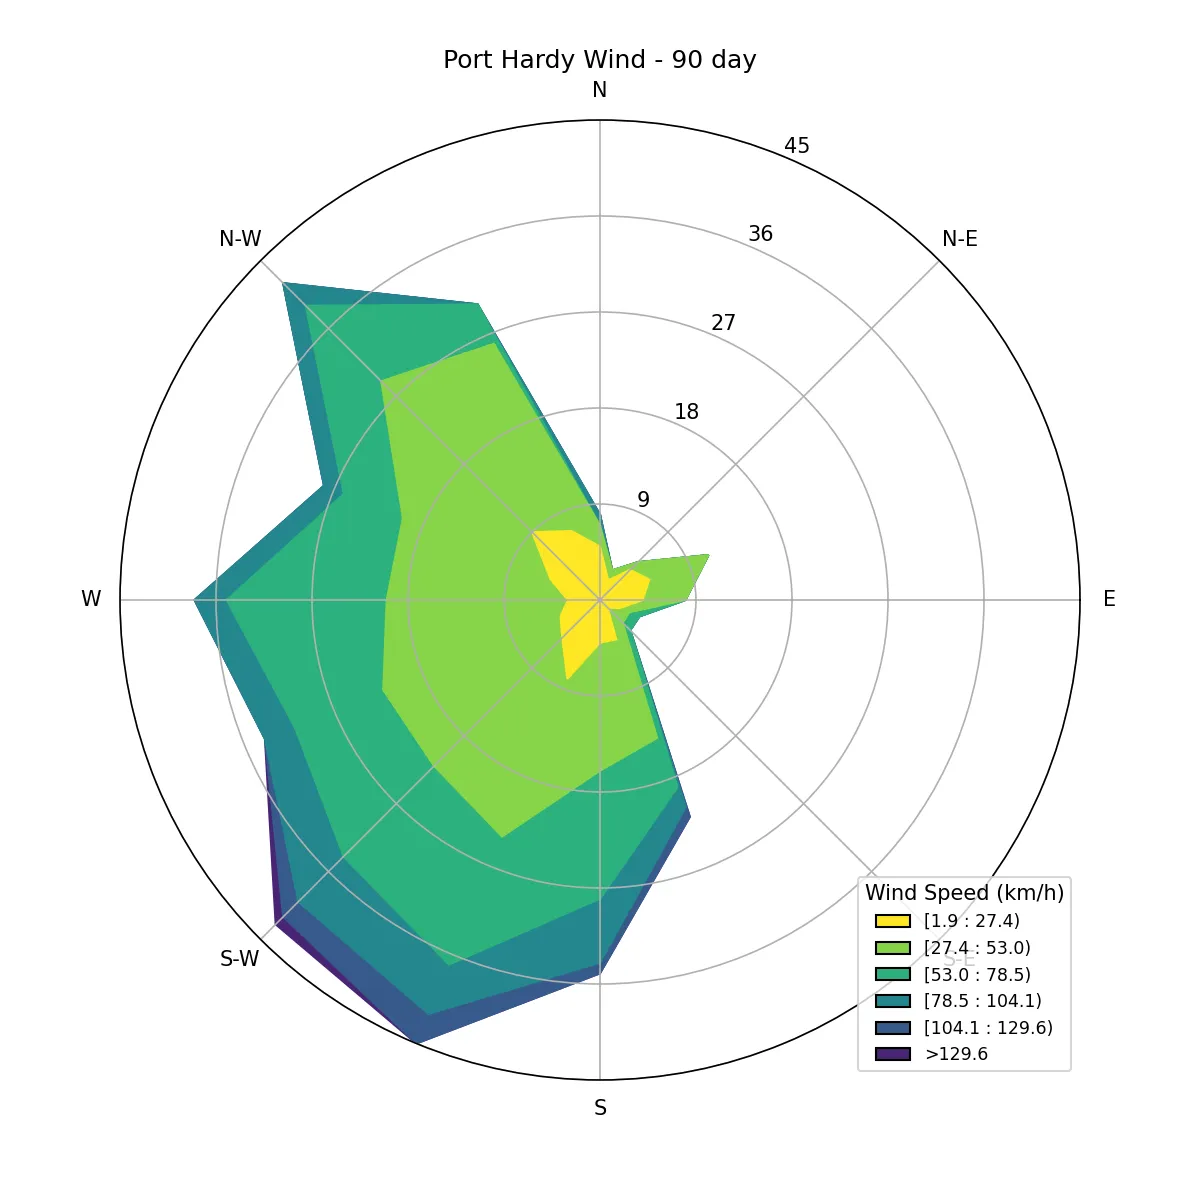 Port Hardy Wind - 90 day
N
45
N-W
36
N-E
27
18
9
W
E
S-W
S-E
S
Wind Speed (km/h)
[1.9 : 27.4)
[27.4 : 53.0)
[53.0 : 78.5)
[78.5 : 104.1)
[104.1 : 129.6)
>129.6